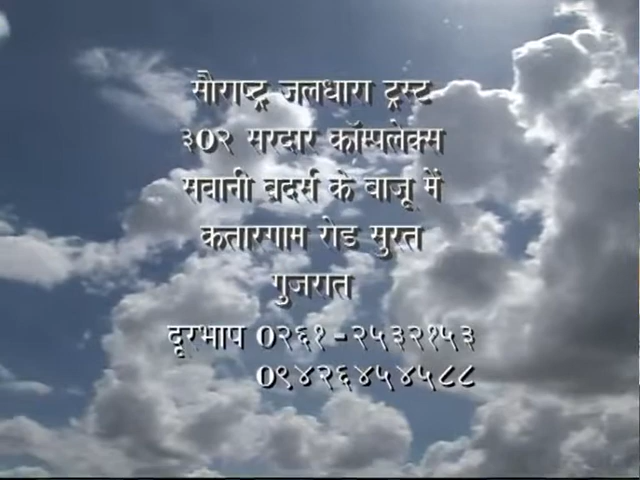 सौराष्ट्र जलधारा ट्रस्ट
३०२ सरदार कॉम्पलेक्स
सवानी ब्रदर्स के बाजू में
कतारगाम रोड सुरत
गुजरात
दूरभाष ०२६१-२५३२१५३
०९४२६४५४५८८